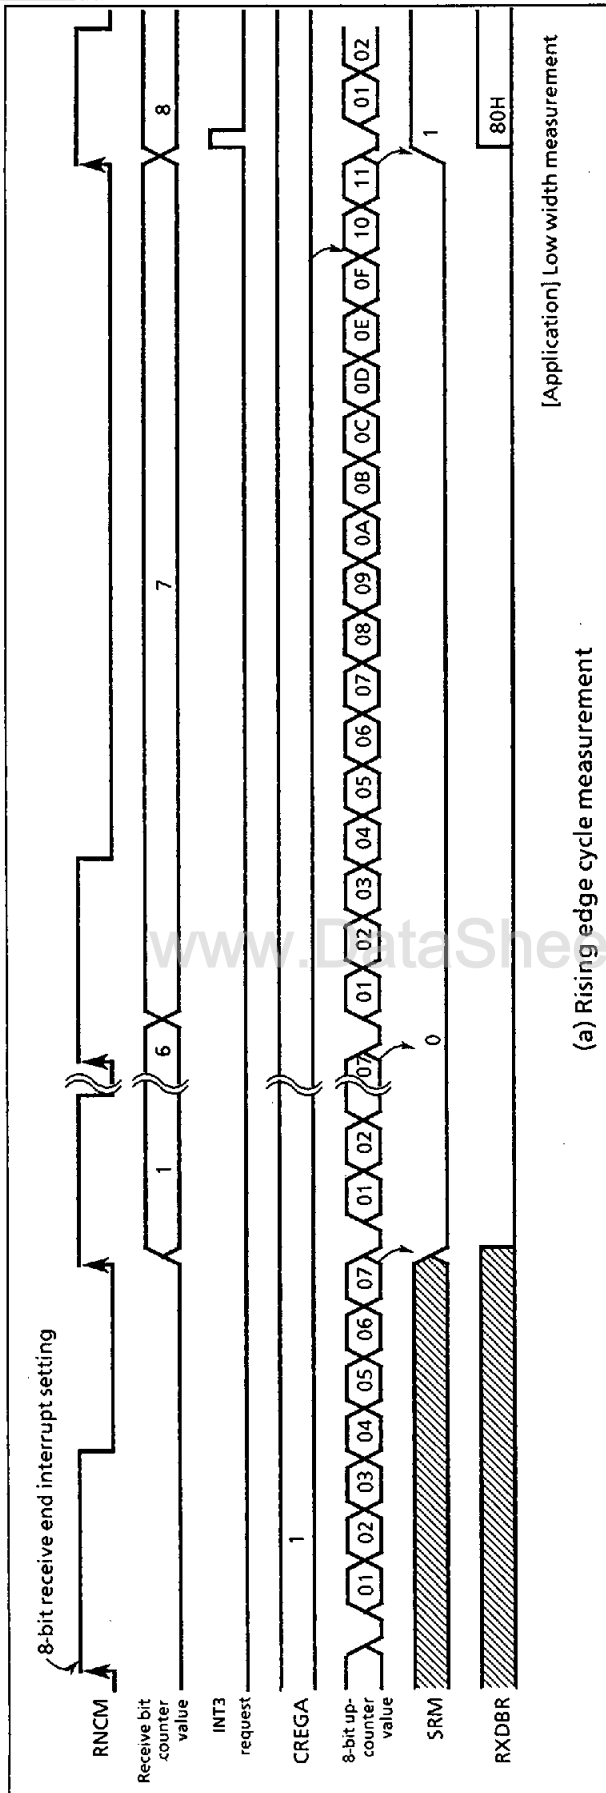 8-bit receive end interrupt setting
RNCM
Receive bit
counter
value
1
6
7
8
INT3
request
CREGA
1
8-bit up-
counter
value
01 02 03 04 05 06 07 01 02 07 01 02 03 04 05 06 07 08 09 0A 0B 0C 0D 0E 0F 10 11 01 02
SRM
0
1
RXDBR
80H
[Application] Low width measurement
(a) Rising edge cycle measurement
www.DataShee